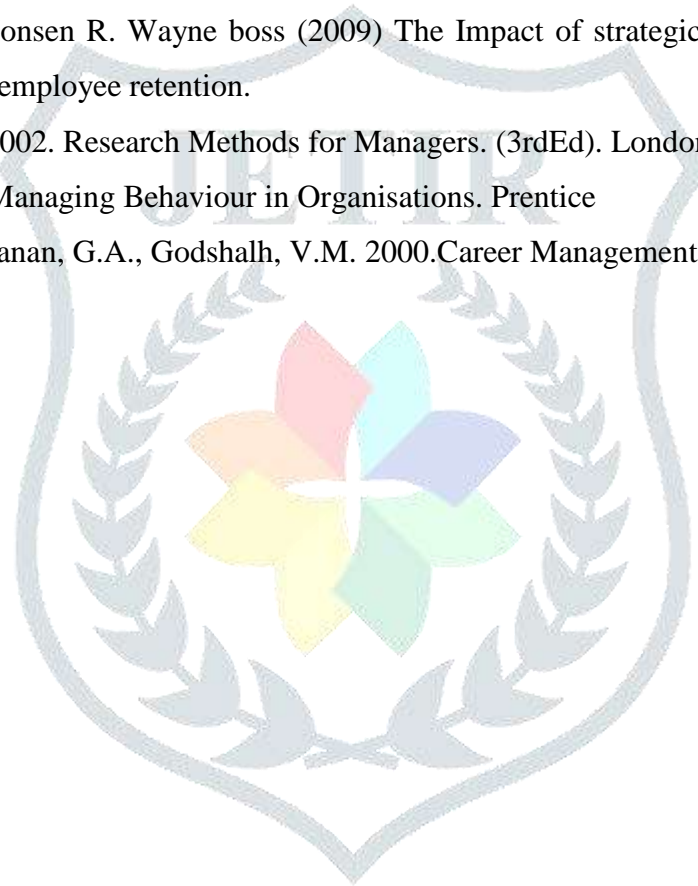 onsen R. Wayne boss (2009) The Impact of strategic
employee retention.
002. Research Methods for Managers. (3rdEd). London
Managing Behaviour in Organisations. Prentice
anan, G.A., Godshalh, V.M. 2000.Career Management
JETIR